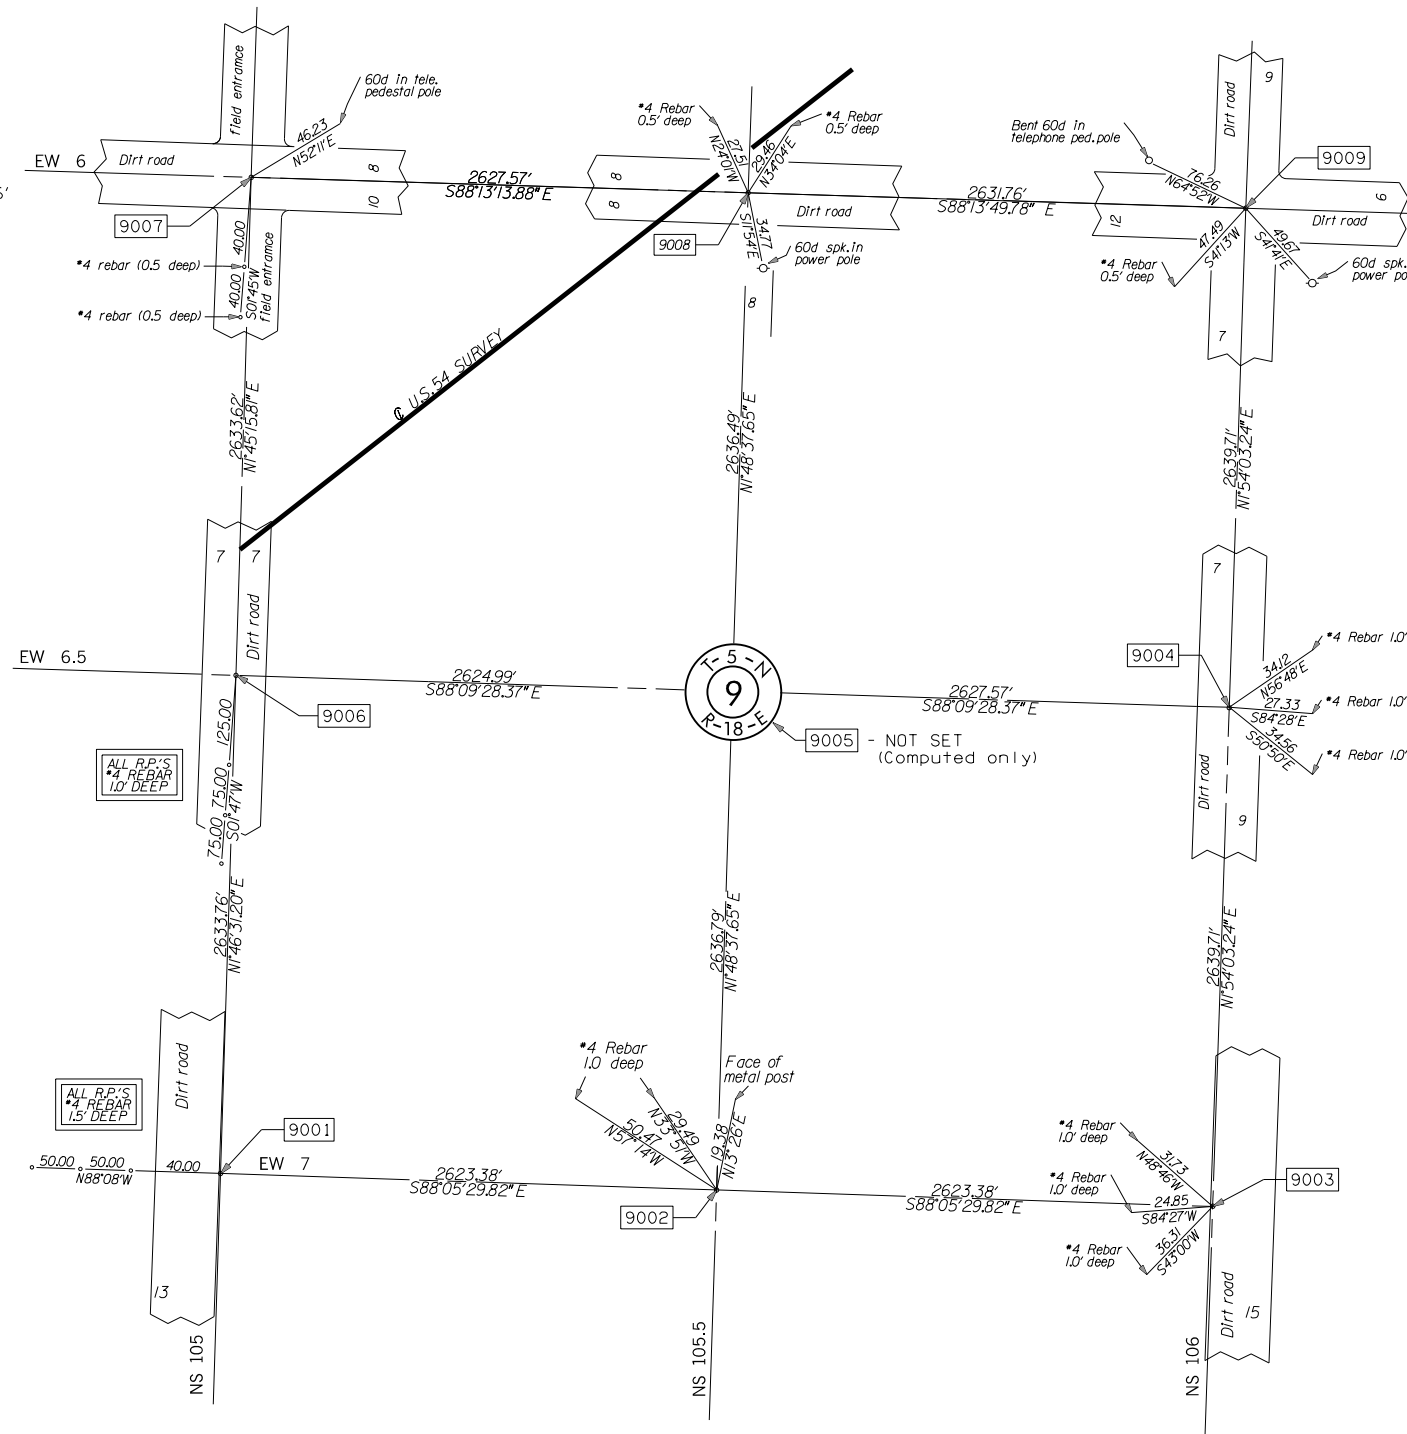 field entrance
60d in tele.
pedestal pole
46.23
N52°11'E
EW 6
Dirt road
8
10
9007
40.00
40.00
S01°45'W
field entrance
*4 rebar (0.5 deep)
*4 rebar (0.5 deep)
2627.57'
S88°13'13.88" E
*4 Rebar
0.5' deep
27.51
N24°01'W
29.46
N34°04'E
*4 Rebar
0.5' deep
8
8
Dirt road
9008
34.77
S11°54'E
60d spk.in
power pole
8
2631.76'
S88°13'49.78" E
Dirt road
9
Bent 60d in
telephone ped.pole
76.26
N64°52'W
9009
12
6
Dirt road
47.49
S41°13'W
49.67
S41°41'E
*4 Rebar
0.5' deep
60d spk.
power po
7
℄ U.S.54 SURVEY
2633.62'
N1°45'15.81" E
2636.49'
N1°48'37.65" E
2639.71'
N1°54'03.24" E
7
7
Dirt road
EW 6.5
2624.99'
S88°09'28.37" E
T-5-N
9
R-18-E
2627.57'
S88°09'28.37" E
9004
7
34.12
N56°48'E
27.33
S84°28'E
34.56
S50°50'E
*4 Rebar 1.0'
*4 Rebar 1.0'
*4 Rebar 1.0'
9006
9005 - NOT SET
(Computed only)
ALL R.P.'S
*4 REBAR
1.0' DEEP
125.00
75.00
75.00
S01°47'W
Dirt road
9
2633.76'
N1°46'31.20" E
2636.79'
N1°48'37.65" E
2639.71'
N1°54'03.24" E
Dirt road
13
ALL R.P.'S
*4 REBAR
1.5' DEEP
9001
50.00
50.00
40.00
N88°08'W
EW 7
2623.38'
S88°05'29.82" E
*4 Rebar
1.0 deep
Face of
metal post
50.47
N57°14'W
29.49
N33°51'W
19.38
N13°26'E
9002
2623.38'
S88°05'29.82" E
*4 Rebar
1.0' deep
31.73
N48°46'W
*4 Rebar
1.0' deep
24.85
S84°27'W
*4 Rebar
1.0' deep
36.31
S43°00'W
9003
Dirt road
15
NS 105
NS 105.5
NS 106